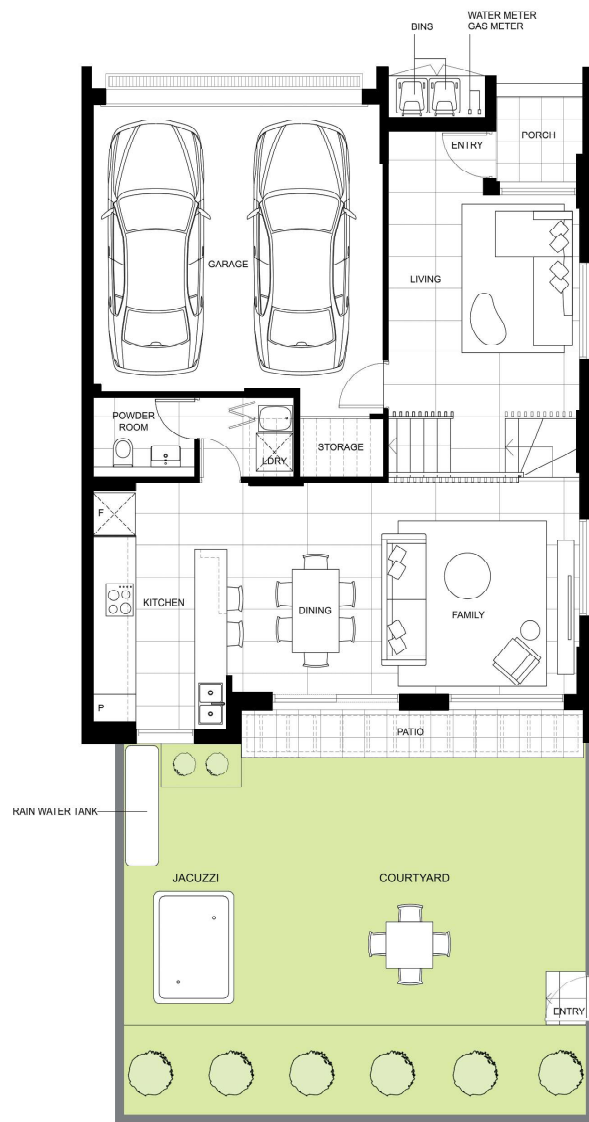 WATER METER
BINS
GAS METER
ENTRY
PORCH
GARAGE
LIVING
POWDER
ROOM
STORAGE
LDRY
F
KITCHEN
DINING
FAMILY
P
PATIO
RAIN WATER TANK
JACUZZI
COURTYARD
ENTRY